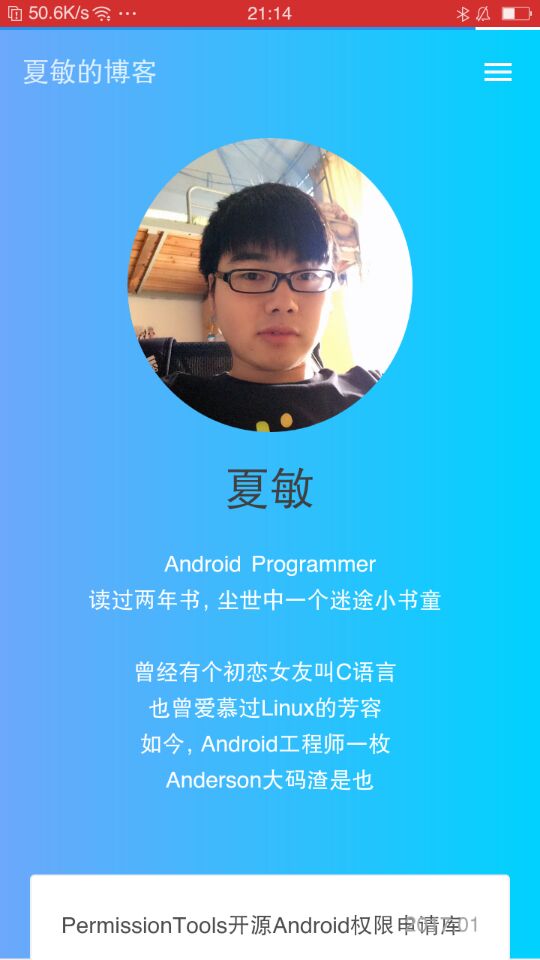 50.6K/s ··· 21:14
夏敏的博客
夏敏
Android Programmer
读过两年书, 尘世中一个迷途小书童
曾经有个初恋女友叫C语言
也曾爱慕过Linux的芳容
如今, Android工程师一枚
Anderson大码渣是也
PermissionTools开源Android权限申请库